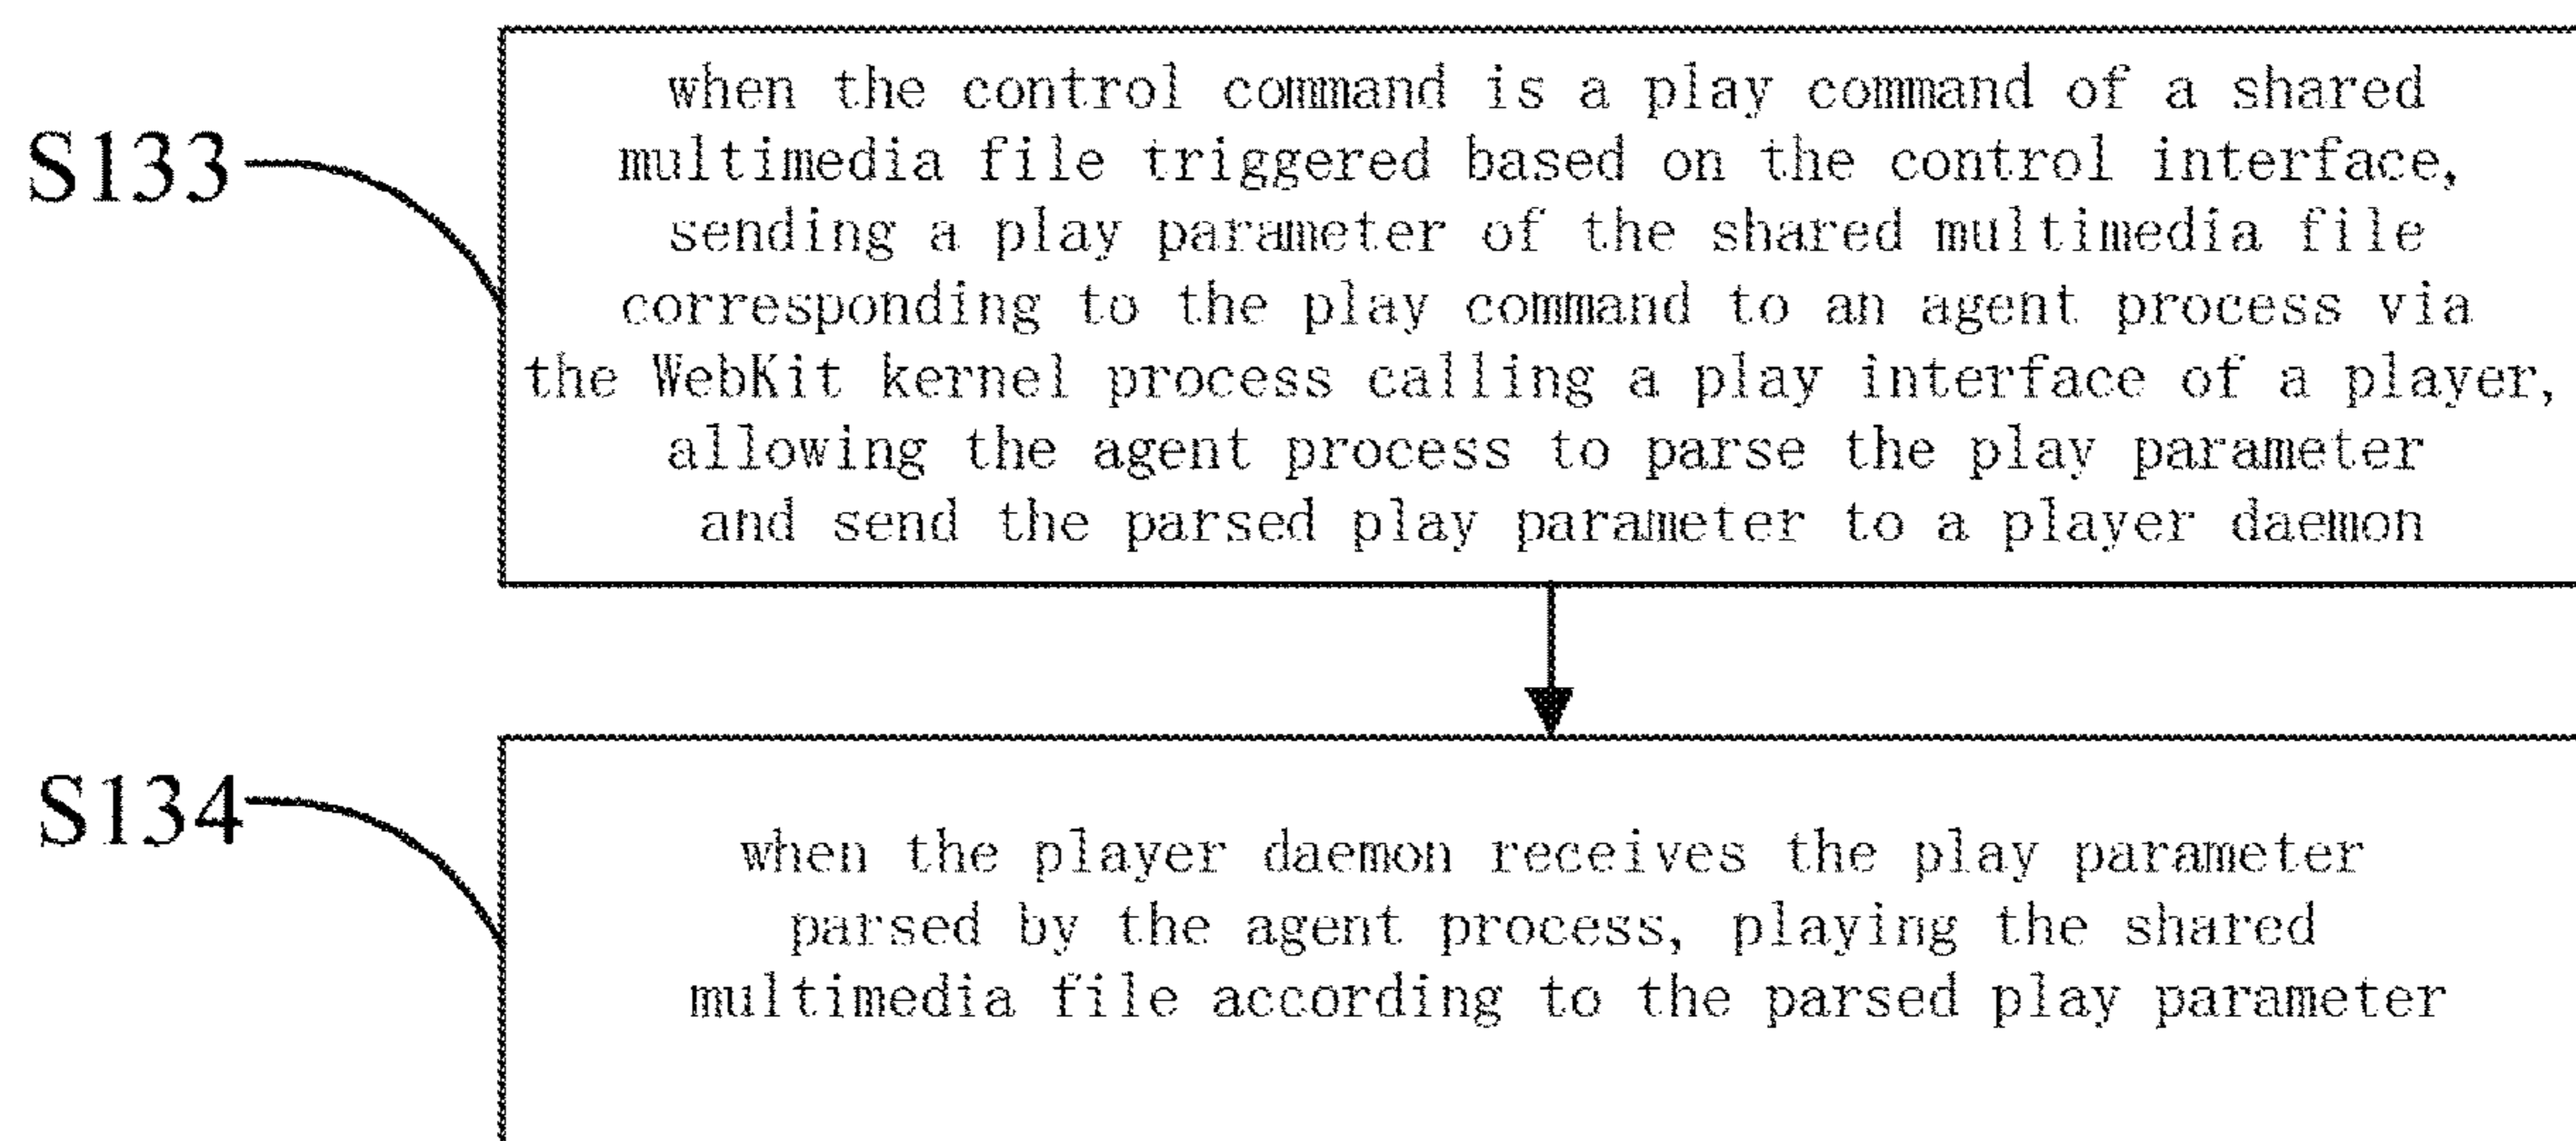 S133
when the control command is a play command of a shared
multimedia file triggered based on the control interface,
sending a play parameter of the shared multimedia file
corresponding to the play command to an agent process via
the WebKit kernel process calling a play interface of a player,
allowing the agent process to parse the play parameter
and send the parsed play parameter to a player daemon
S134
when the player daemon receives the play parameter
parsed by the agent process, playing the shared
multimedia file according to the parsed play parameter